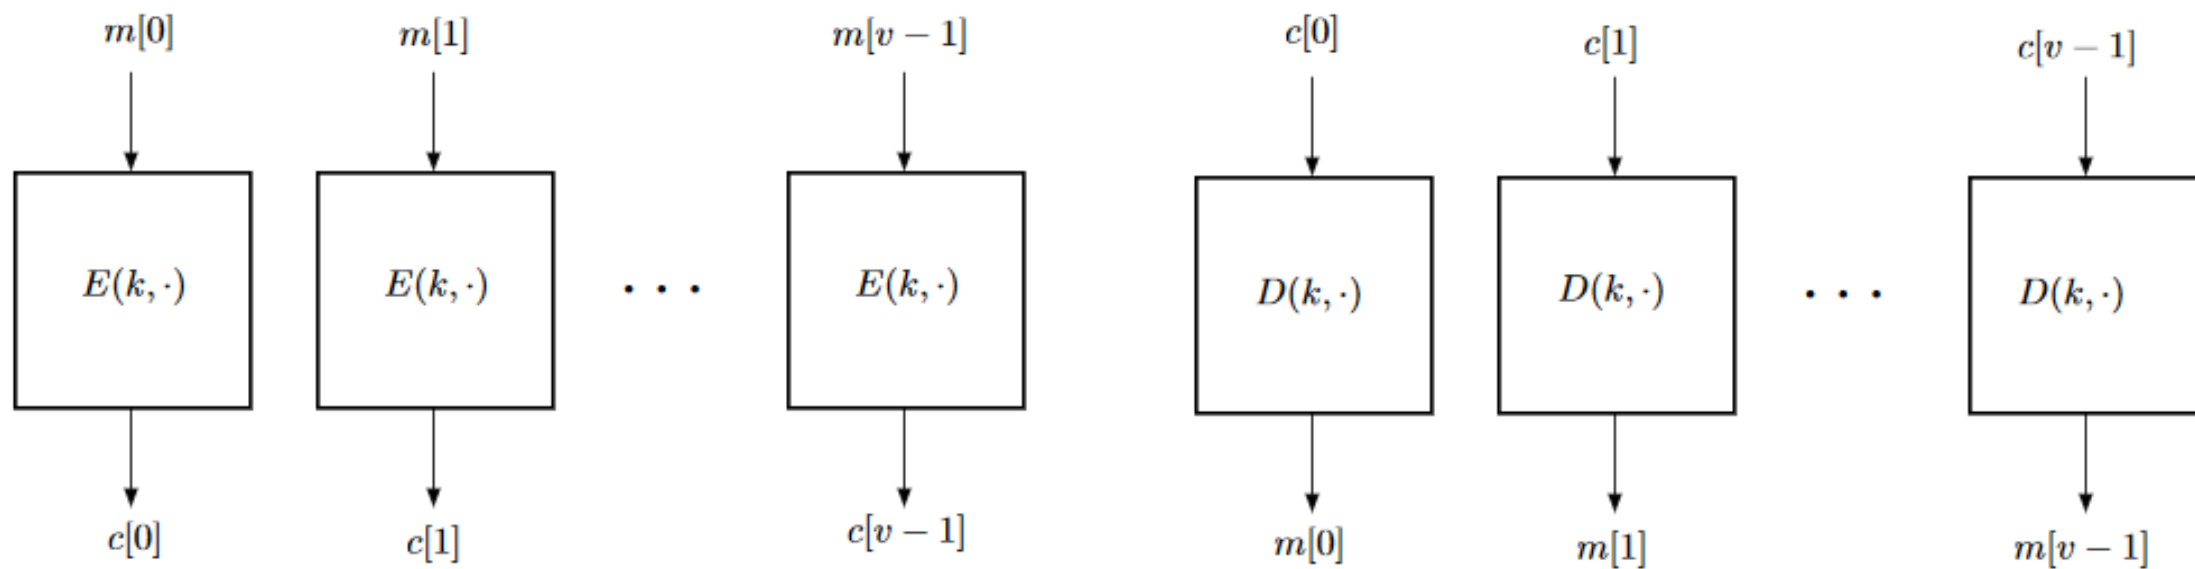 m[0] m[1] m[v − 1] c[0] c[1] c[v − 1]
E(k, ·) E(k, ·) · · · E(k, ·) D(k, ·) D(k, ·) · · · D(k, ·)
c[0] c[1] c[v − 1] m[0] m[1] m[v − 1]